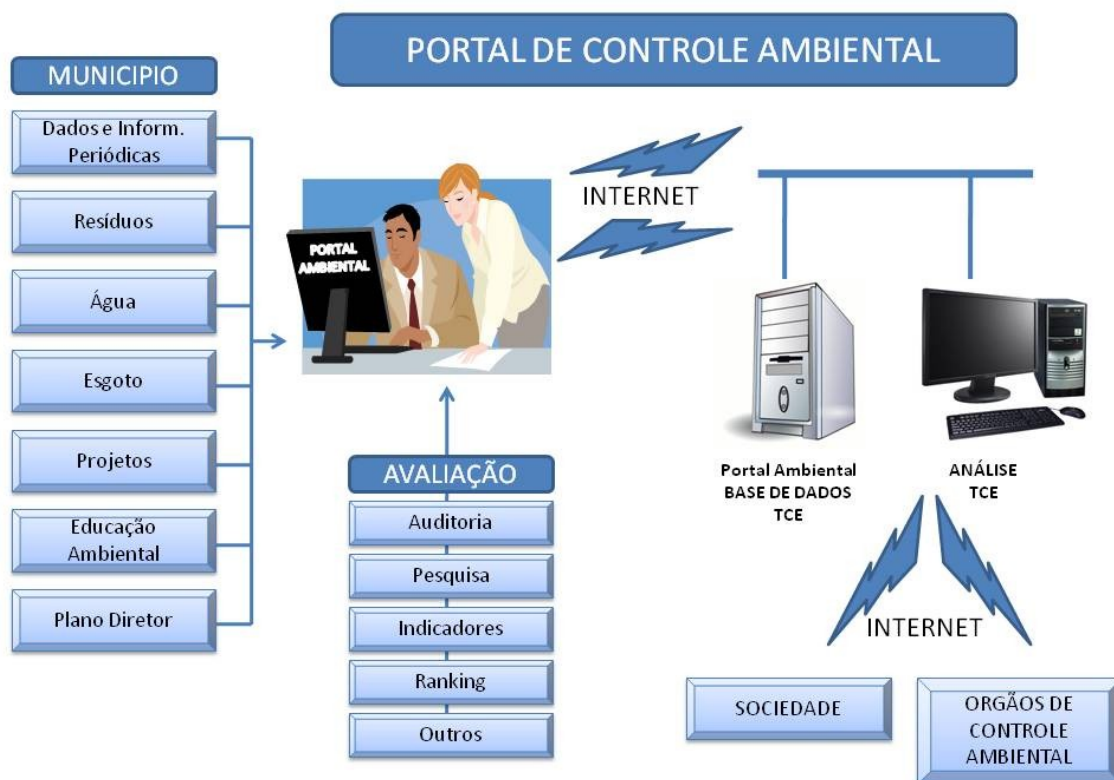 PORTAL DE CONTROLE AMBIENTAL
MUNICIPIO
Dados e Inform.
Periódicas
Resíduos
Água
Esgoto
Projetos
Educação
Ambiental
Plano Diretor
PORTAL
AMBIENTAL
INTERNET
AVALIAÇÃO
Auditoria
Pesquisa
Indicadores
Ranking
Outros
Portal Ambiental
BASE DE DADOS
TCE
ANÁLISE
TCE
INTERNET
SOCIEDADE
ORGÃOS DE
CONTROLE
AMBIENTAL